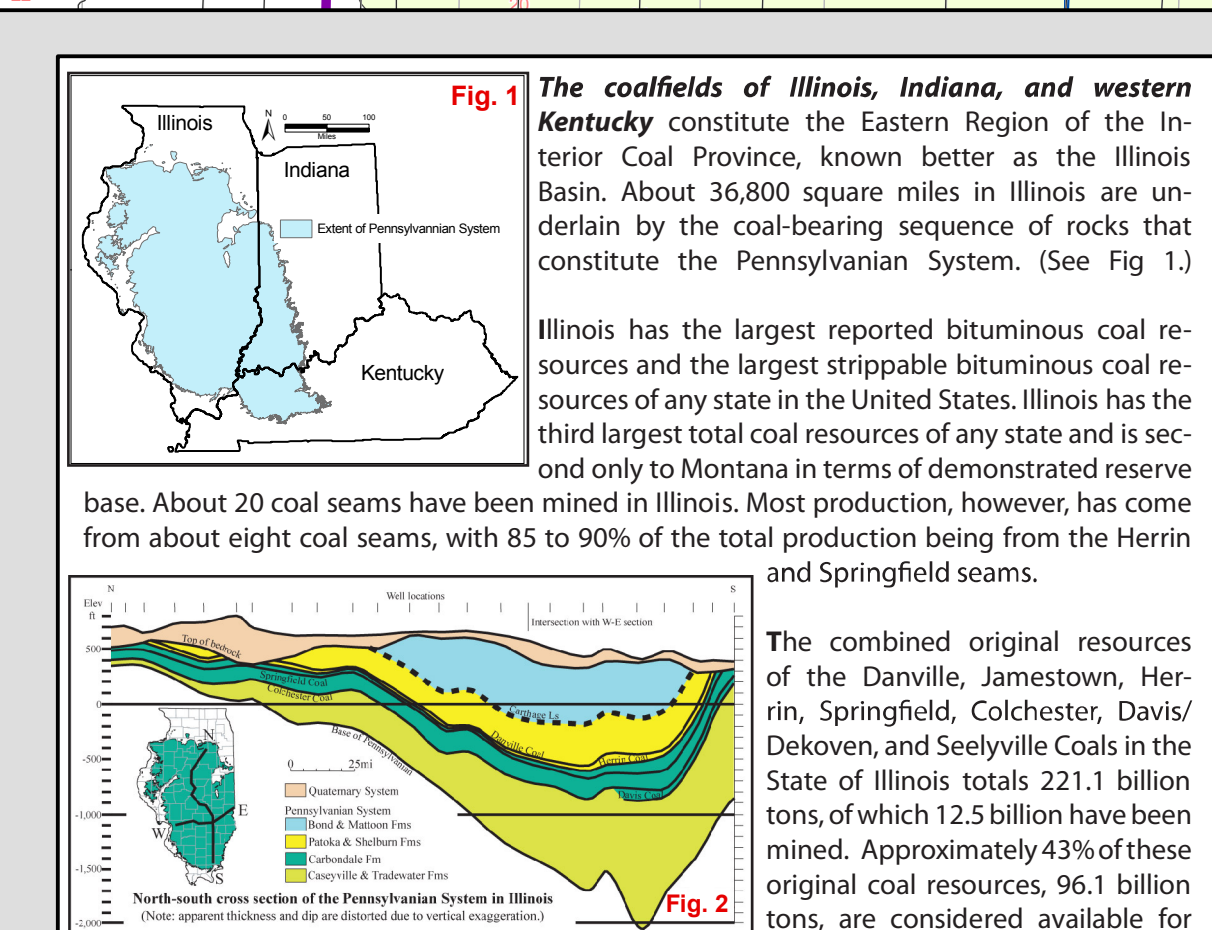 Fig. 1
Illinois
N
0 50 100
Miles
Indiana
Extent of Pennsylvannian System
Kentucky
The coalfields of Illinois, Indiana, and western
Kentucky constitute the Eastern Region of the In-
terior Coal Province, known better as the Illinois
Basin. About 36,800 square miles in Illinois are un-
derlain by the coal-bearing sequence of rocks that
constitute the Pennsylvanian System. (See Fig 1.)
Illinois has the largest reported bituminous coal re-
sources and the largest strippable bituminous coal re-
sources of any state in the United States. Illinois has the
third largest total coal resources of any state and is sec-
ond only to Montana in terms of demonstrated reserve
base. About 20 coal seams have been mined in Illinois. Most production, however, has come
from about eight coal seams, with 85 to 90% of the total production being from the Herrin
and Springfield seams.
N
S
Elev
ft
Well locations
Intersection with W-E section
500
0
-500
-1,000
-1,500
-2,000
Top of bedrock
Springfield Coal
Colchester Coal
Base of Pennsylvanian
Carthage Ls
Danville Coal
Herrin Coal
Davis Coal
N
E
W
S
0 25mi
Quaternary System
Pennsylvanian System
Bond & Mattoon Fms
Patoka & Shelburn Fms
Carbondale Fm
Caseyville & Tradewater Fms
North-south cross section of the Pennsylvanian System in Illinois
(Note: apparent thickness and dip are distorted due to vertical exaggeration.)
Fig. 2
The combined original resources
of the Danville, Jamestown, Her-
rin, Springfield, Colchester, Davis/
Dekoven, and Seelyville Coals in the
State of Illinois totals 221.1 billion
tons, of which 12.5 billion have been
mined. Approximately 43% of these
original coal resources, 96.1 billion
tons, are considered available for